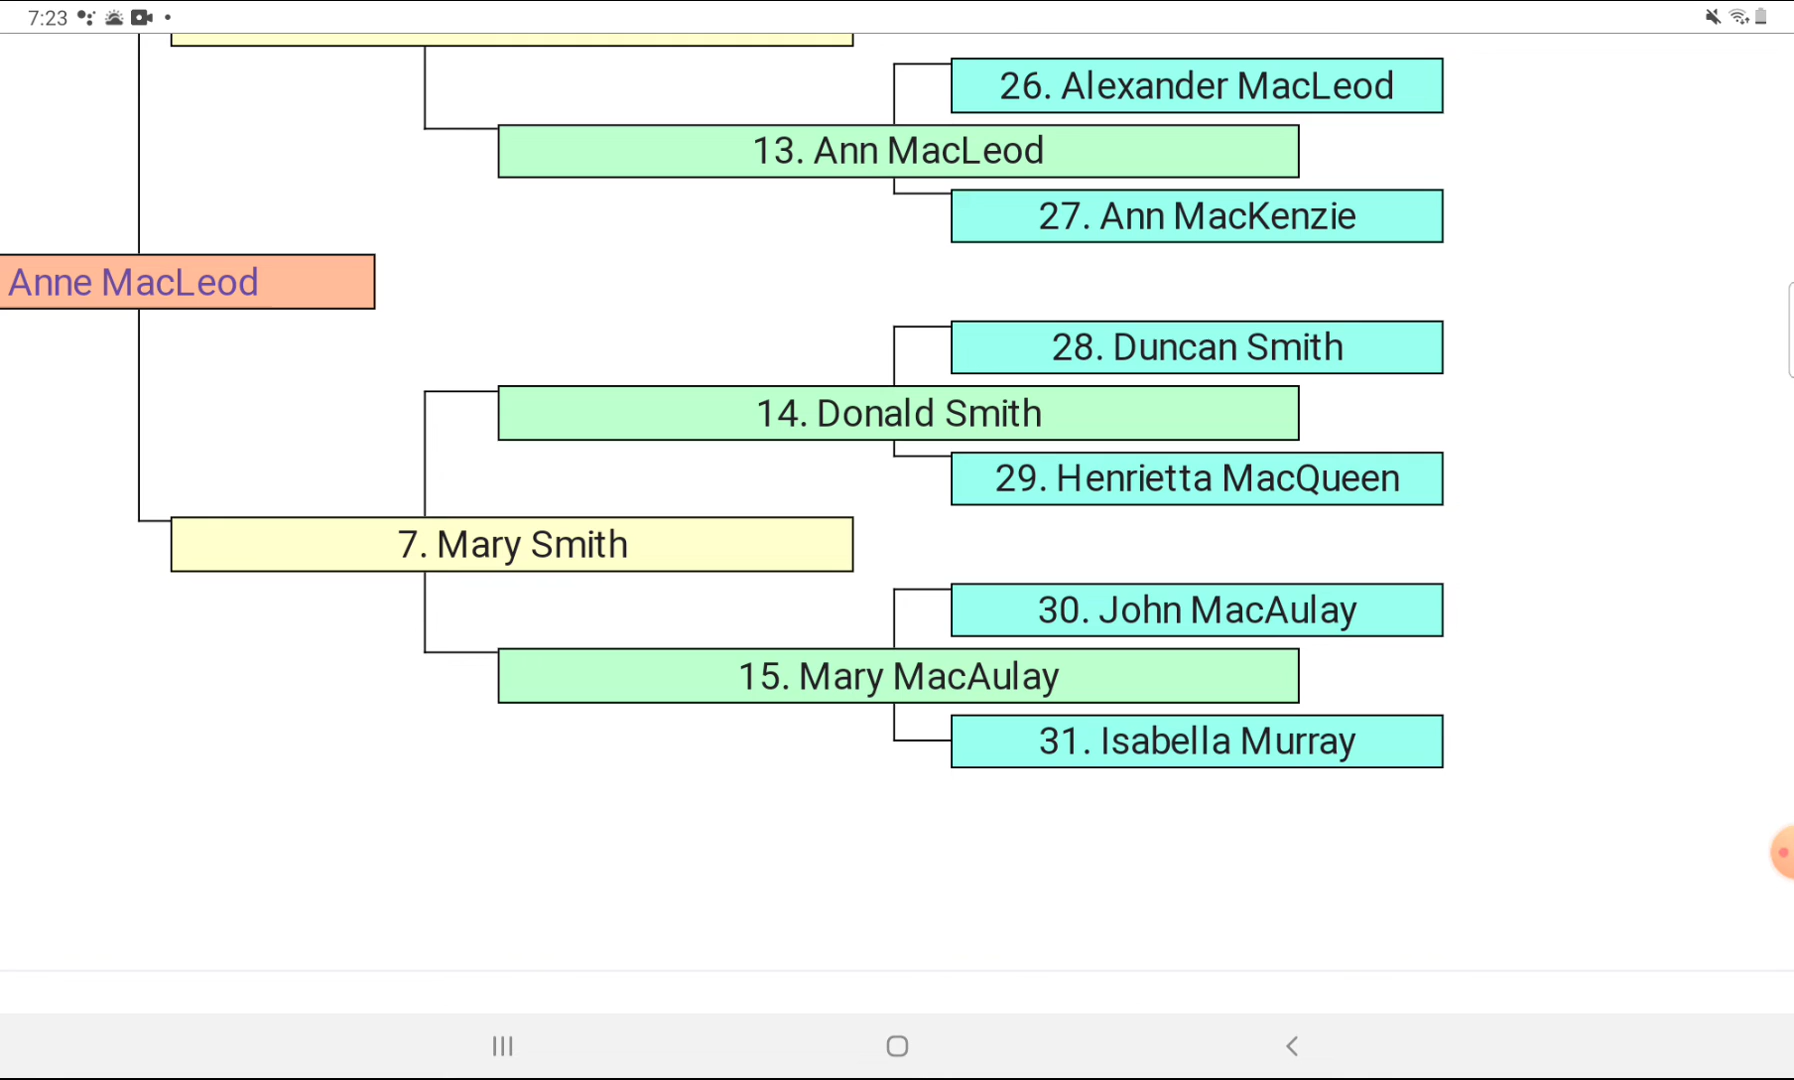 7:23
26. Alexander MacLeod
13. Ann MacLeod
27. Ann MacKenzie
Anne MacLeod
28. Duncan Smith
14. Donald Smith
29. Henrietta MacQueen
7. Mary Smith
30. John MacAulay
15. Mary MacAulay
31. Isabella Murray